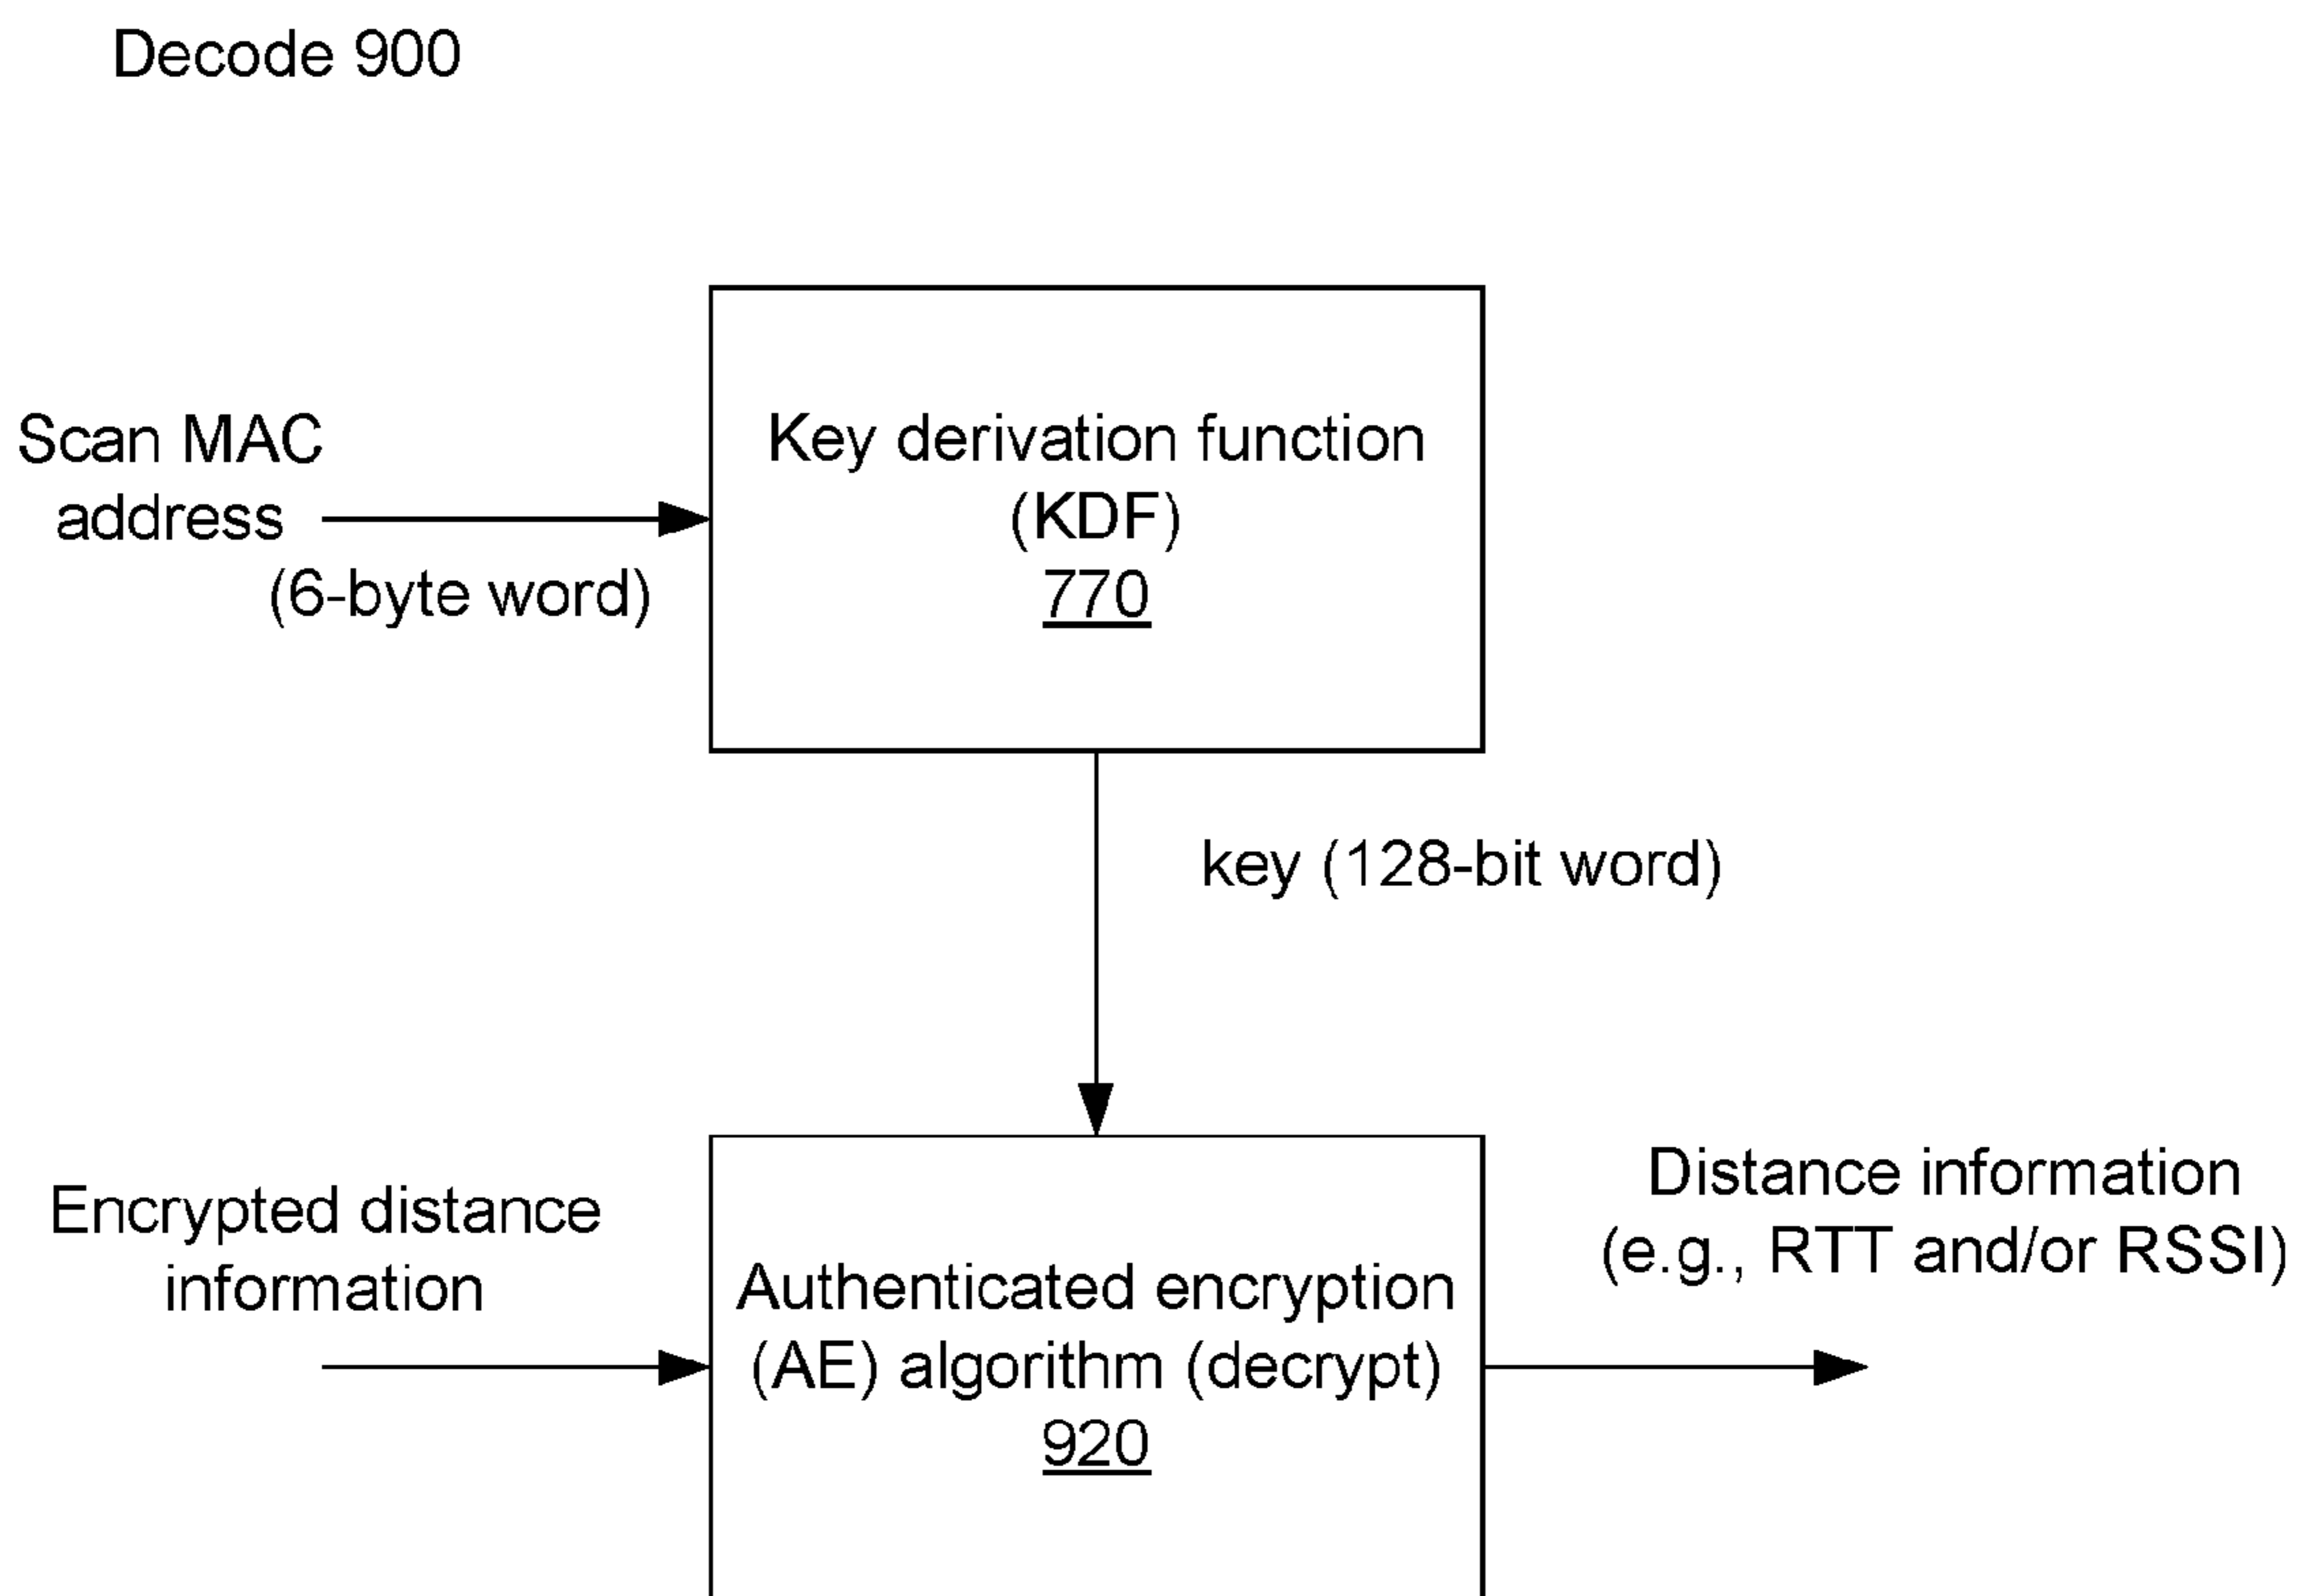 Decode 900
Scan MAC
address
(6-byte word)
Key derivation function
(KDF)
770
key (128-bit word)
Encrypted distance
information
Authenticated encryption
(AE) algorithm (decrypt)
920
Distance information
(e.g., RTT and/or RSSI)